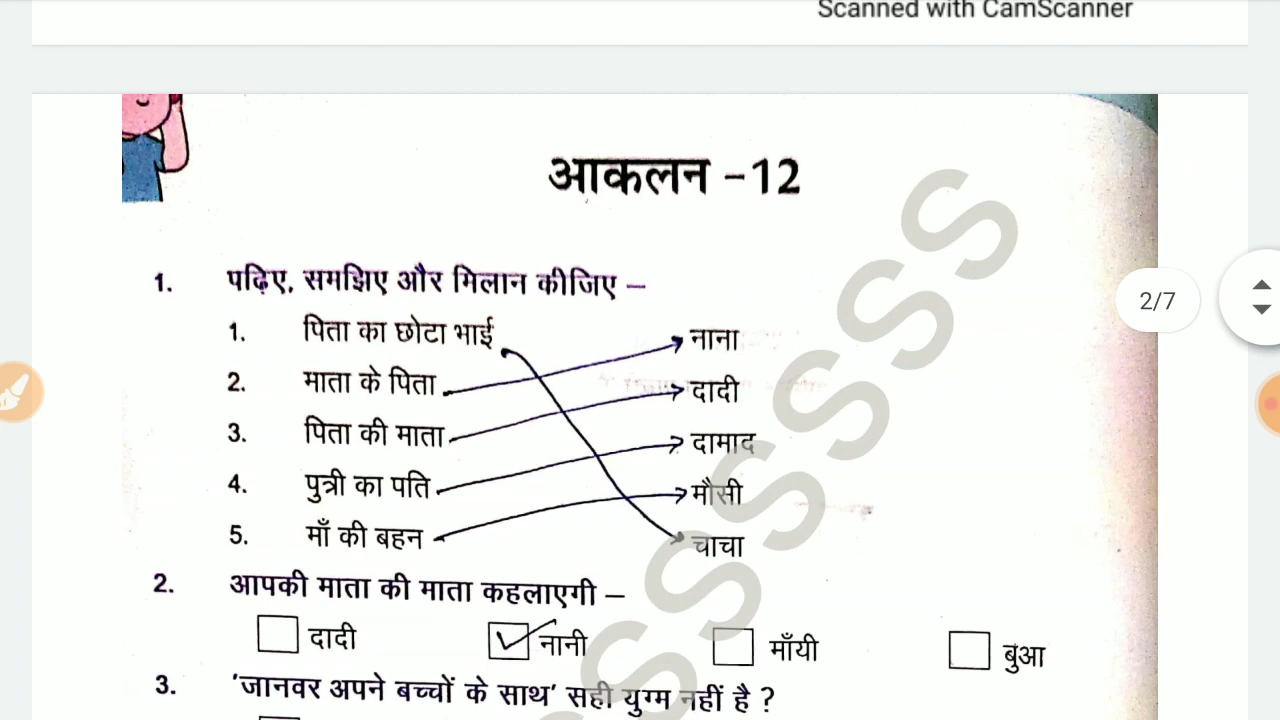 Scanned with CamScanner
आकलन -12
1. पढ़िए, समझिए और मिलान कीजिए –
1. पिता का छोटा भाई नाना
2. माता के पिता दादी
3. पिता की माता दामाद
4. पुत्री का पति मौसी
5. माँ की बहन चाचा
2. आपकी माता की माता कहलाएगी –
दादी नानी माँयी बुआ
3. 'जानवर अपने बच्चों के साथ' सही युग्म नहीं है ?
2/7
SSSSSSS